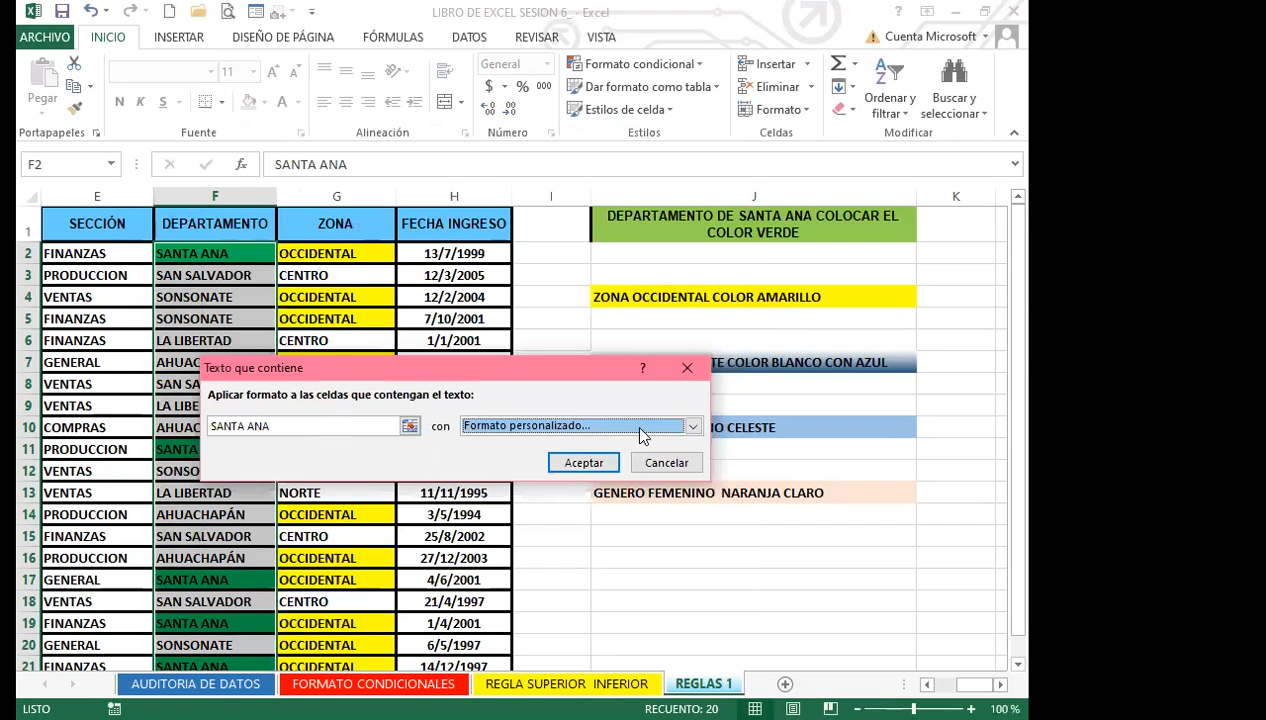 LIBRO DE EXCEL SESION 6_ - Excel
ARCHIVO INICIO INSERTAR DISEÑO DE PÁGINA FÓRMULAS DATOS REVISAR VISTA Cuenta Microsoft
Pegar
N K S
11
A A
General
$ % 000
Formato condicional
Dar formato como tabla
Estilos de celda
Insertar
Eliminar
Formato
Ordenar y filtrar
Buscar y seleccionar
Portapapeles Fuente Alineación Número Estilos Celdas Modificar
F2 fx SANTA ANA
E F G H I J K
1 SECCIÓN DEPARTAMENTO ZONA FECHA INGRESO DEPARTAMENTO DE SANTA ANA COLOCAR EL
COLOR VERDE
2 FINANZAS SANTA ANA OCCIDENTAL 13/7/1999
3 PRODUCCION SAN SALVADOR CENTRO 12/3/2005
4 VENTAS SONSONATE OCCIDENTAL 12/2/2004 ZONA OCCIDENTAL COLOR AMARILLO
5 FINANZAS SONSONATE OCCIDENTAL 7/10/2001
6 FINANZAS LA LIBERTAD CENTRO 1/1/2001
7 GENERAL AHUAC TE COLOR BLANCO CON AZUL
Texto que contiene ?
8 VENTAS SAN S
Aplicar formato a las celdas que contengan el texto:
9 VENTAS LA LIBE
10 COMPRAS SANTA ANA con Formato personalizado... O CELESTE
11 PRODUCCION SANTA
Aceptar Cancelar
12 VENTAS SONSO
13 VENTAS LA LIBERTAD NORTE 11/11/1995 GENERO FEMENINO NARANJA CLARO
14 PRODUCCION AHUACHAPÁN OCCIDENTAL 3/5/1994
15 FINANZAS SAN SALVADOR CENTRO 25/8/2002
16 PRODUCCION AHUACHAPÁN OCCIDENTAL 27/12/2003
17 GENERAL SANTA ANA OCCIDENTAL 4/6/2001
18 VENTAS SAN SALVADOR CENTRO 21/4/1997
19 FINANZAS SANTA ANA OCCIDENTAL 1/4/2001
20 GENERAL SONSONATE OCCIDENTAL 6/5/1997
21 FINANZAS SANTA ANA OCCIDENTAL 14/12/1997
AUDITORIA DE DATOS FORMATO CONDICIONALES REGLA SUPERIOR INFERIOR REGLAS 1
LISTO RECUENTO: 20 100 %